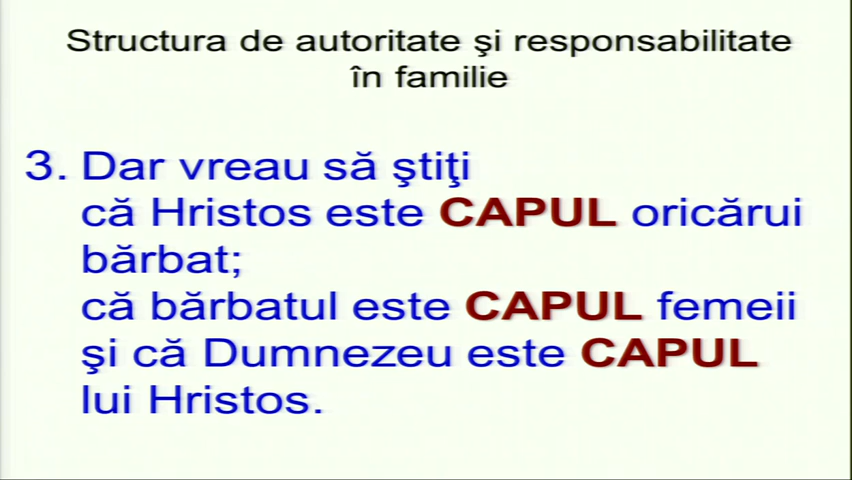 Structura de autoritate şi responsabilitate
în familie
3. Dar vreau să ştiţi
că Hristos este CAPUL oricărui
bărbat;
că bărbatul este CAPUL femeii
şi că Dumnezeu este CAPUL
lui Hristos.